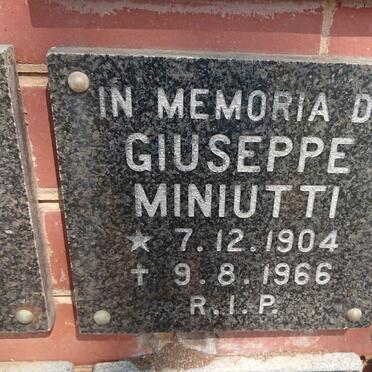 IN MEMORIA D
GIUSEPPE
MINIUTTI
★ 7.12.1904
✝ 9.8.1966
R.I.P.